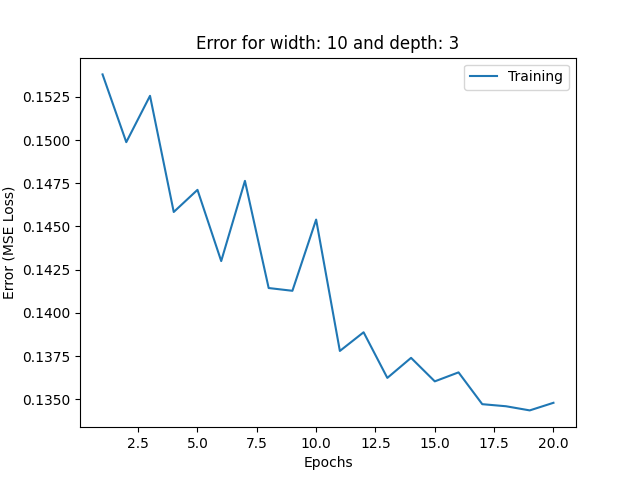 Error for width: 10 and depth: 3
Training
0.1525
0.1500
0.1475
0.1450
0.1425
0.1400
0.1375
0.1350
Error (MSE Loss)
2.5 5.0 7.5 10.0 12.5 15.0 17.5 20.0
Epochs